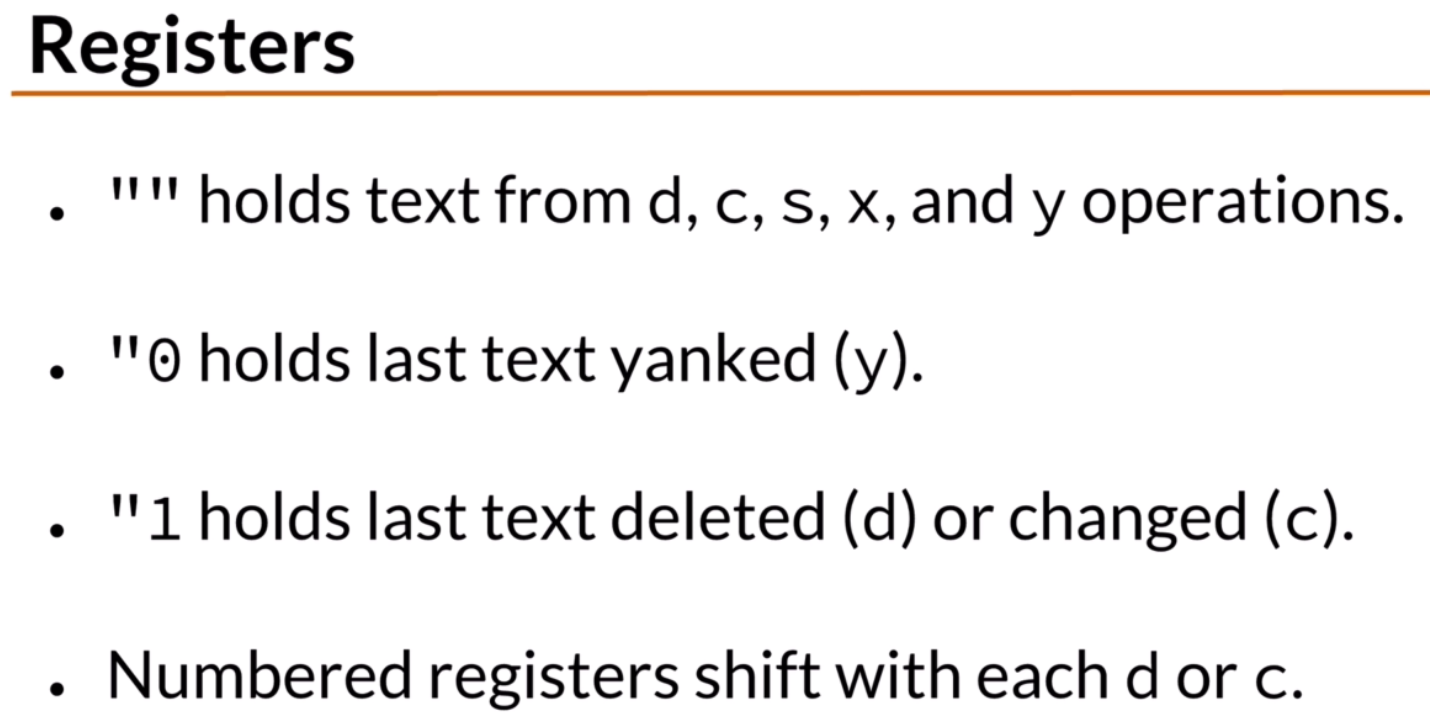 Registers
• "" holds text from d, c, s, x, and y operations.
• "0 holds last text yanked (y).
• "1 holds last text deleted (d) or changed (c).
• Numbered registers shift with each d or c.